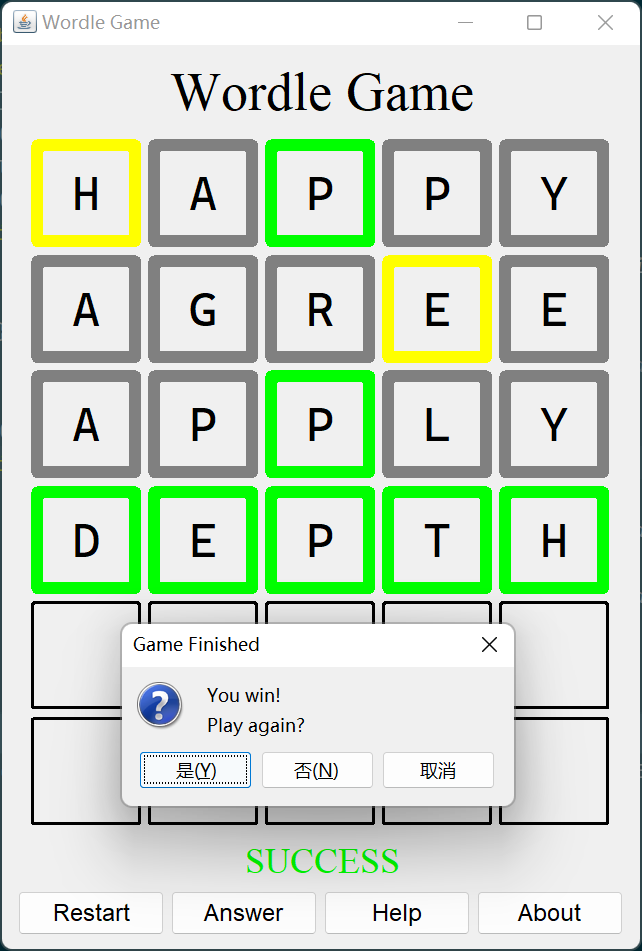 Wordle Game
Wordle Game
H A P P Y
A G R E E
A P P L Y
D E P T H
Game Finished
You win!
Play again?
是(Y) 否(N) 取消
SUCCESS
Restart Answer Help About